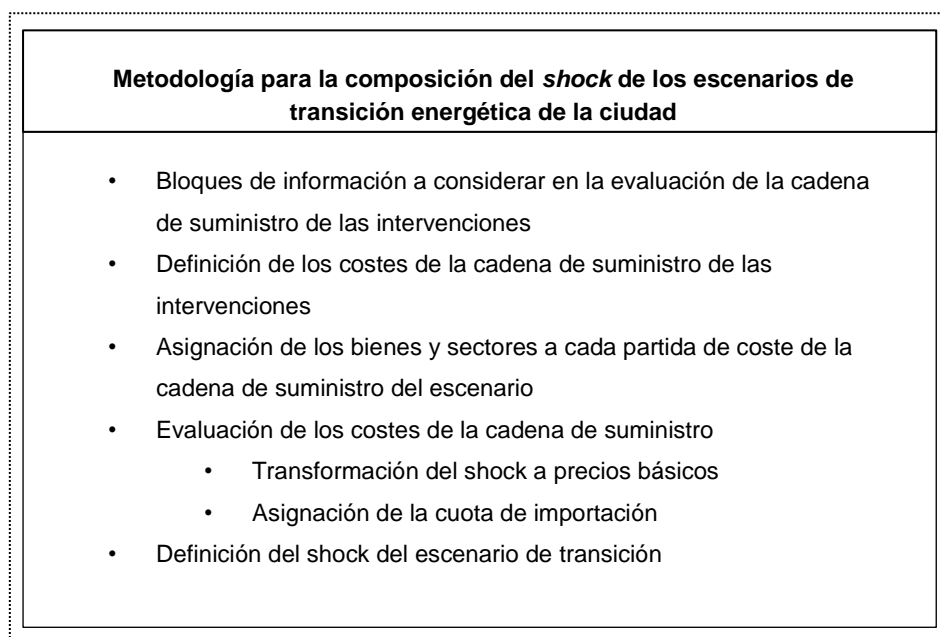 Metodología para la composición del shock de los escenarios de
transición energética de la ciudad
• Bloques de información a considerar en la evaluación de la cadena
de suministro de las intervenciones
• Definición de los costes de la cadena de suministro de las
intervenciones
• Asignación de los bienes y sectores a cada partida de coste de la
cadena de suministro del escenario
• Evaluación de los costes de la cadena de suministro
• Transformación del shock a precios básicos
• Asignación de la cuota de importación
• Definición del shock del escenario de transición